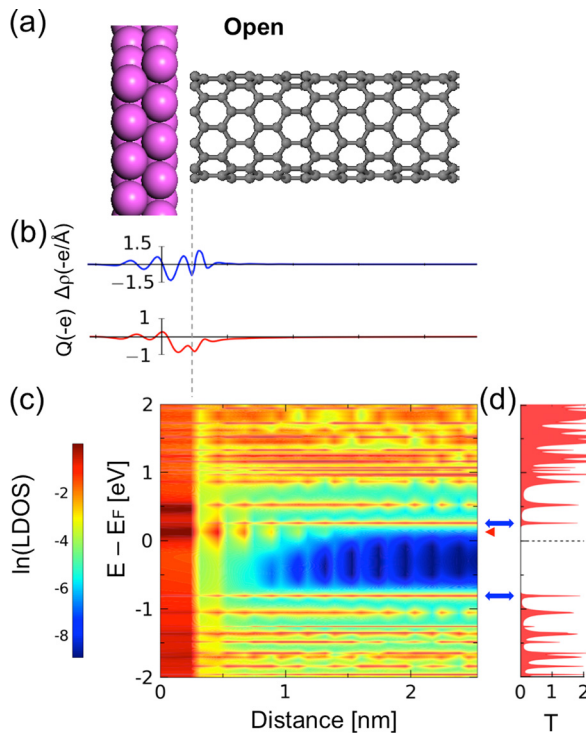 (a)
Open
(b)
Δρ(-e/Å)
1.5
−1.5
Q(-e)
1
−1
(c)
(d)
ln(LDOS)
-2
-4
-6
-8
E − EF [eV]
2
1
0
-1
-2
0
1
2
Distance [nm]
0
1
2
T